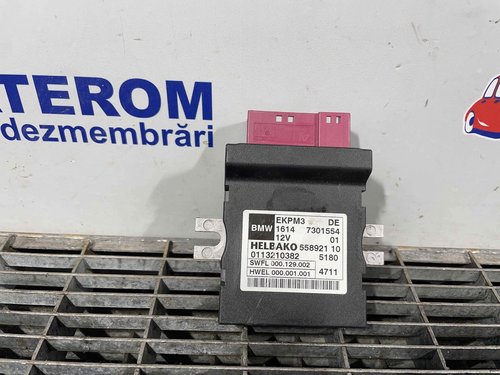 ATEROM
dezmembrări
BMW
EKPM3 DE
1614 7301554
12V 01
HELBAKO 558921 10
0113210382 5180
SWFL 000.129.002
HWEL 000.001.001 4711